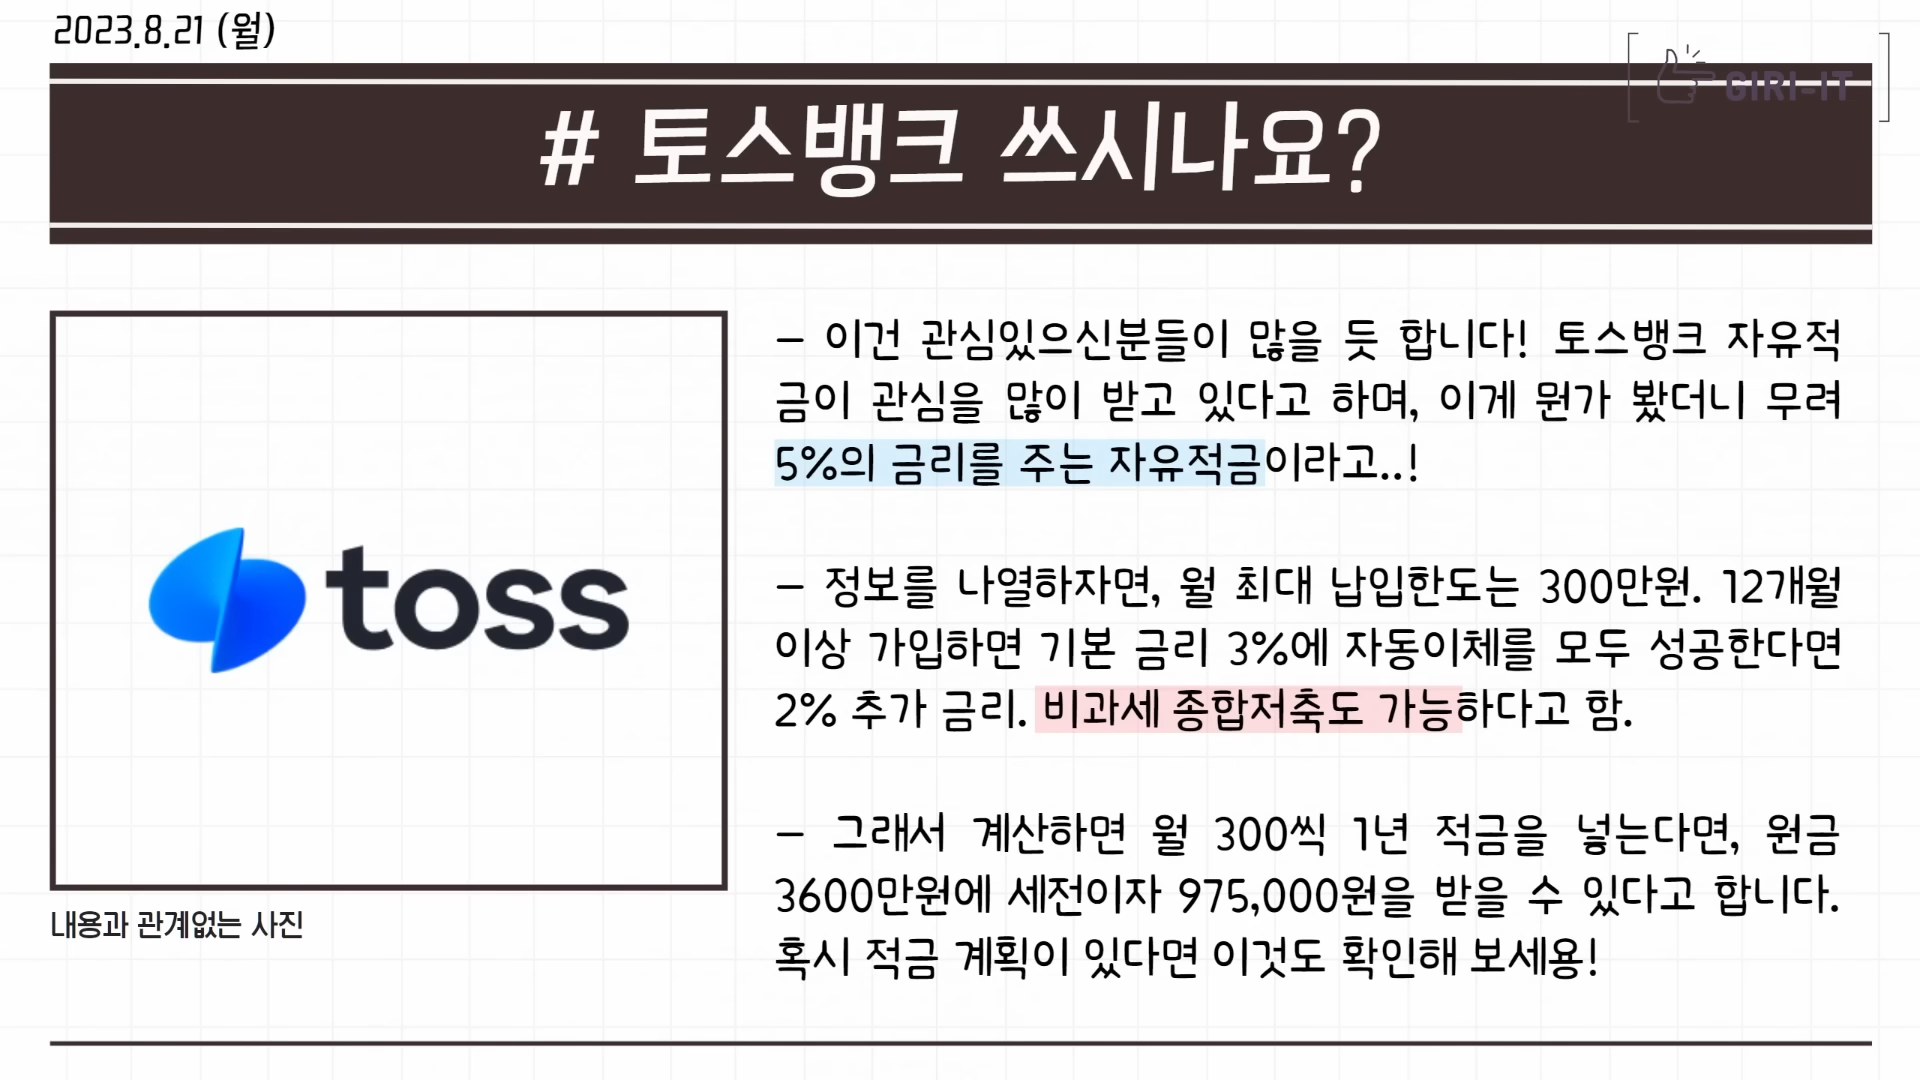 2023.8.21 (월)
GIRI-IT
# 토스뱅크 쓰시나요?
toss
내용과 관계없는 사진
– 이건 관심있으신분들이 많을 듯 합니다! 토스뱅크 자유적
금이 관심을 많이 받고 있다고 하며, 이게 뭔가 봤더니 무려
5%의 금리를 주는 자유적금이라고..!
– 정보를 나열하자면, 월 최대 납입한도는 300만원. 12개월
이상 가입하면 기본 금리 3%에 자동이체를 모두 성공한다면
2% 추가 금리. 비과세 종합저축도 가능하다고 함.
– 그래서 계산하면 월 300씩 1년 적금을 넣는다면, 원금
3600만원에 세전이자 975,000원을 받을 수 있다고 합니다.
혹시 적금 계획이 있다면 이것도 확인해 보세용!